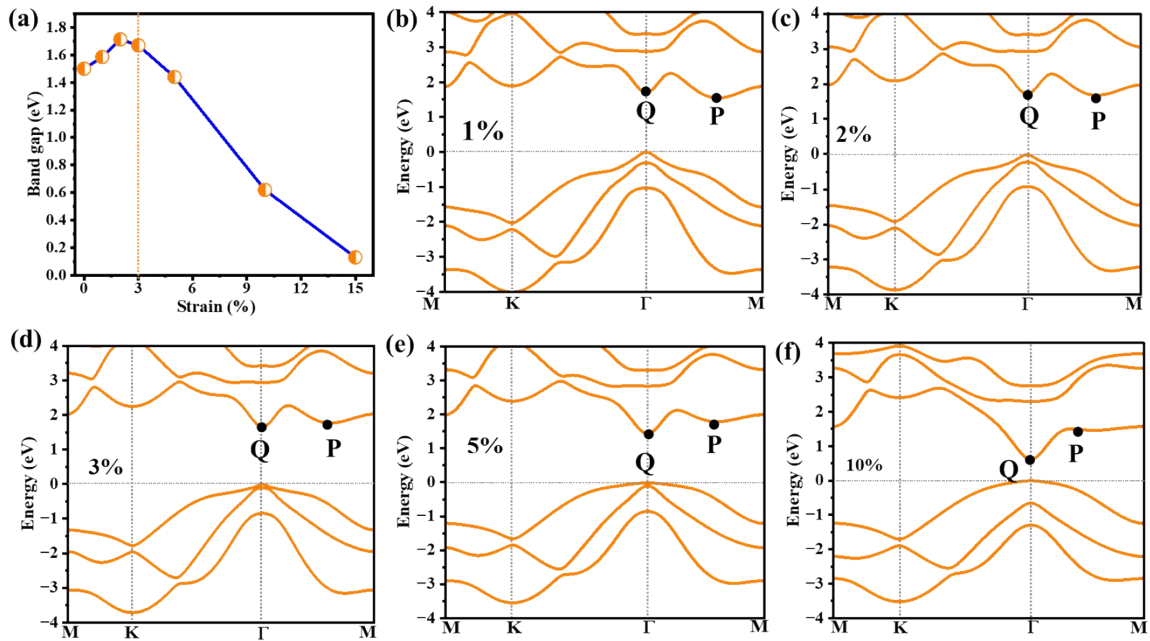 (a)
Band gap (eV)
1.8
1.6
1.4
1.2
1.0
0.8
0.6
0.4
0.2
0.0
0 3 6 9 12 15
Strain (%)
(b)
Energy (eV)
4
3
2
1
0
−1
−2
−3
−4
1%
Q P
M K Γ M
(c)
Energy (eV)
4
3
2
1
0
−1
−2
−3
−4
2%
Q P
M K Γ M
(d)
Energy (eV)
4
3
2
1
0
−1
−2
−3
−4
3%
Q P
M K Γ M
(e)
Energy (eV)
4
3
2
1
0
−1
−2
−3
−4
5%
Q P
M K Γ M
(f)
Energy (eV)
4
3
2
1
0
−1
−2
−3
−4
10%
Q P
M K Γ M